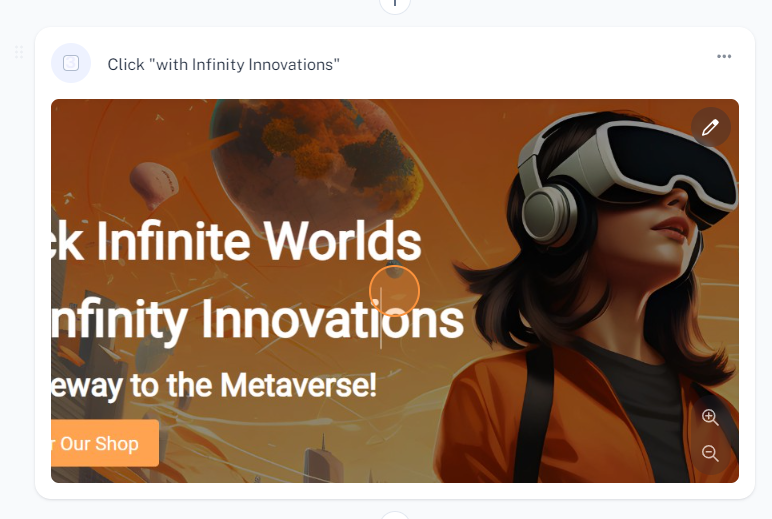 Click "with Infinity Innovations"
ck Infinite Worlds
nfinity Innovations
eway to the Metaverse!
r Our Shop